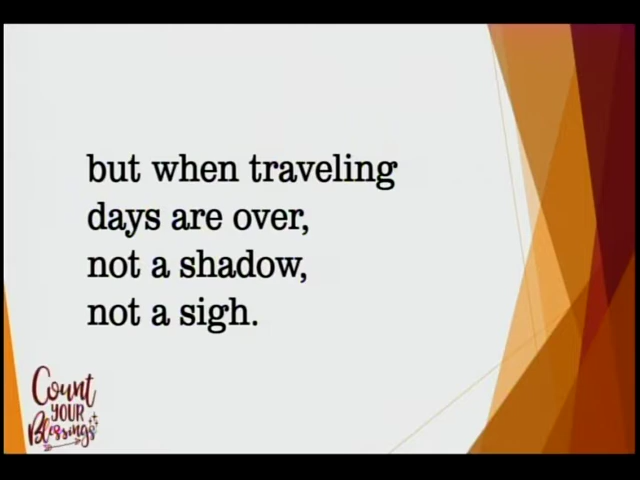 but when traveling
days are over,
not a shadow,
not a sigh.
Count
YOUR
Blessings